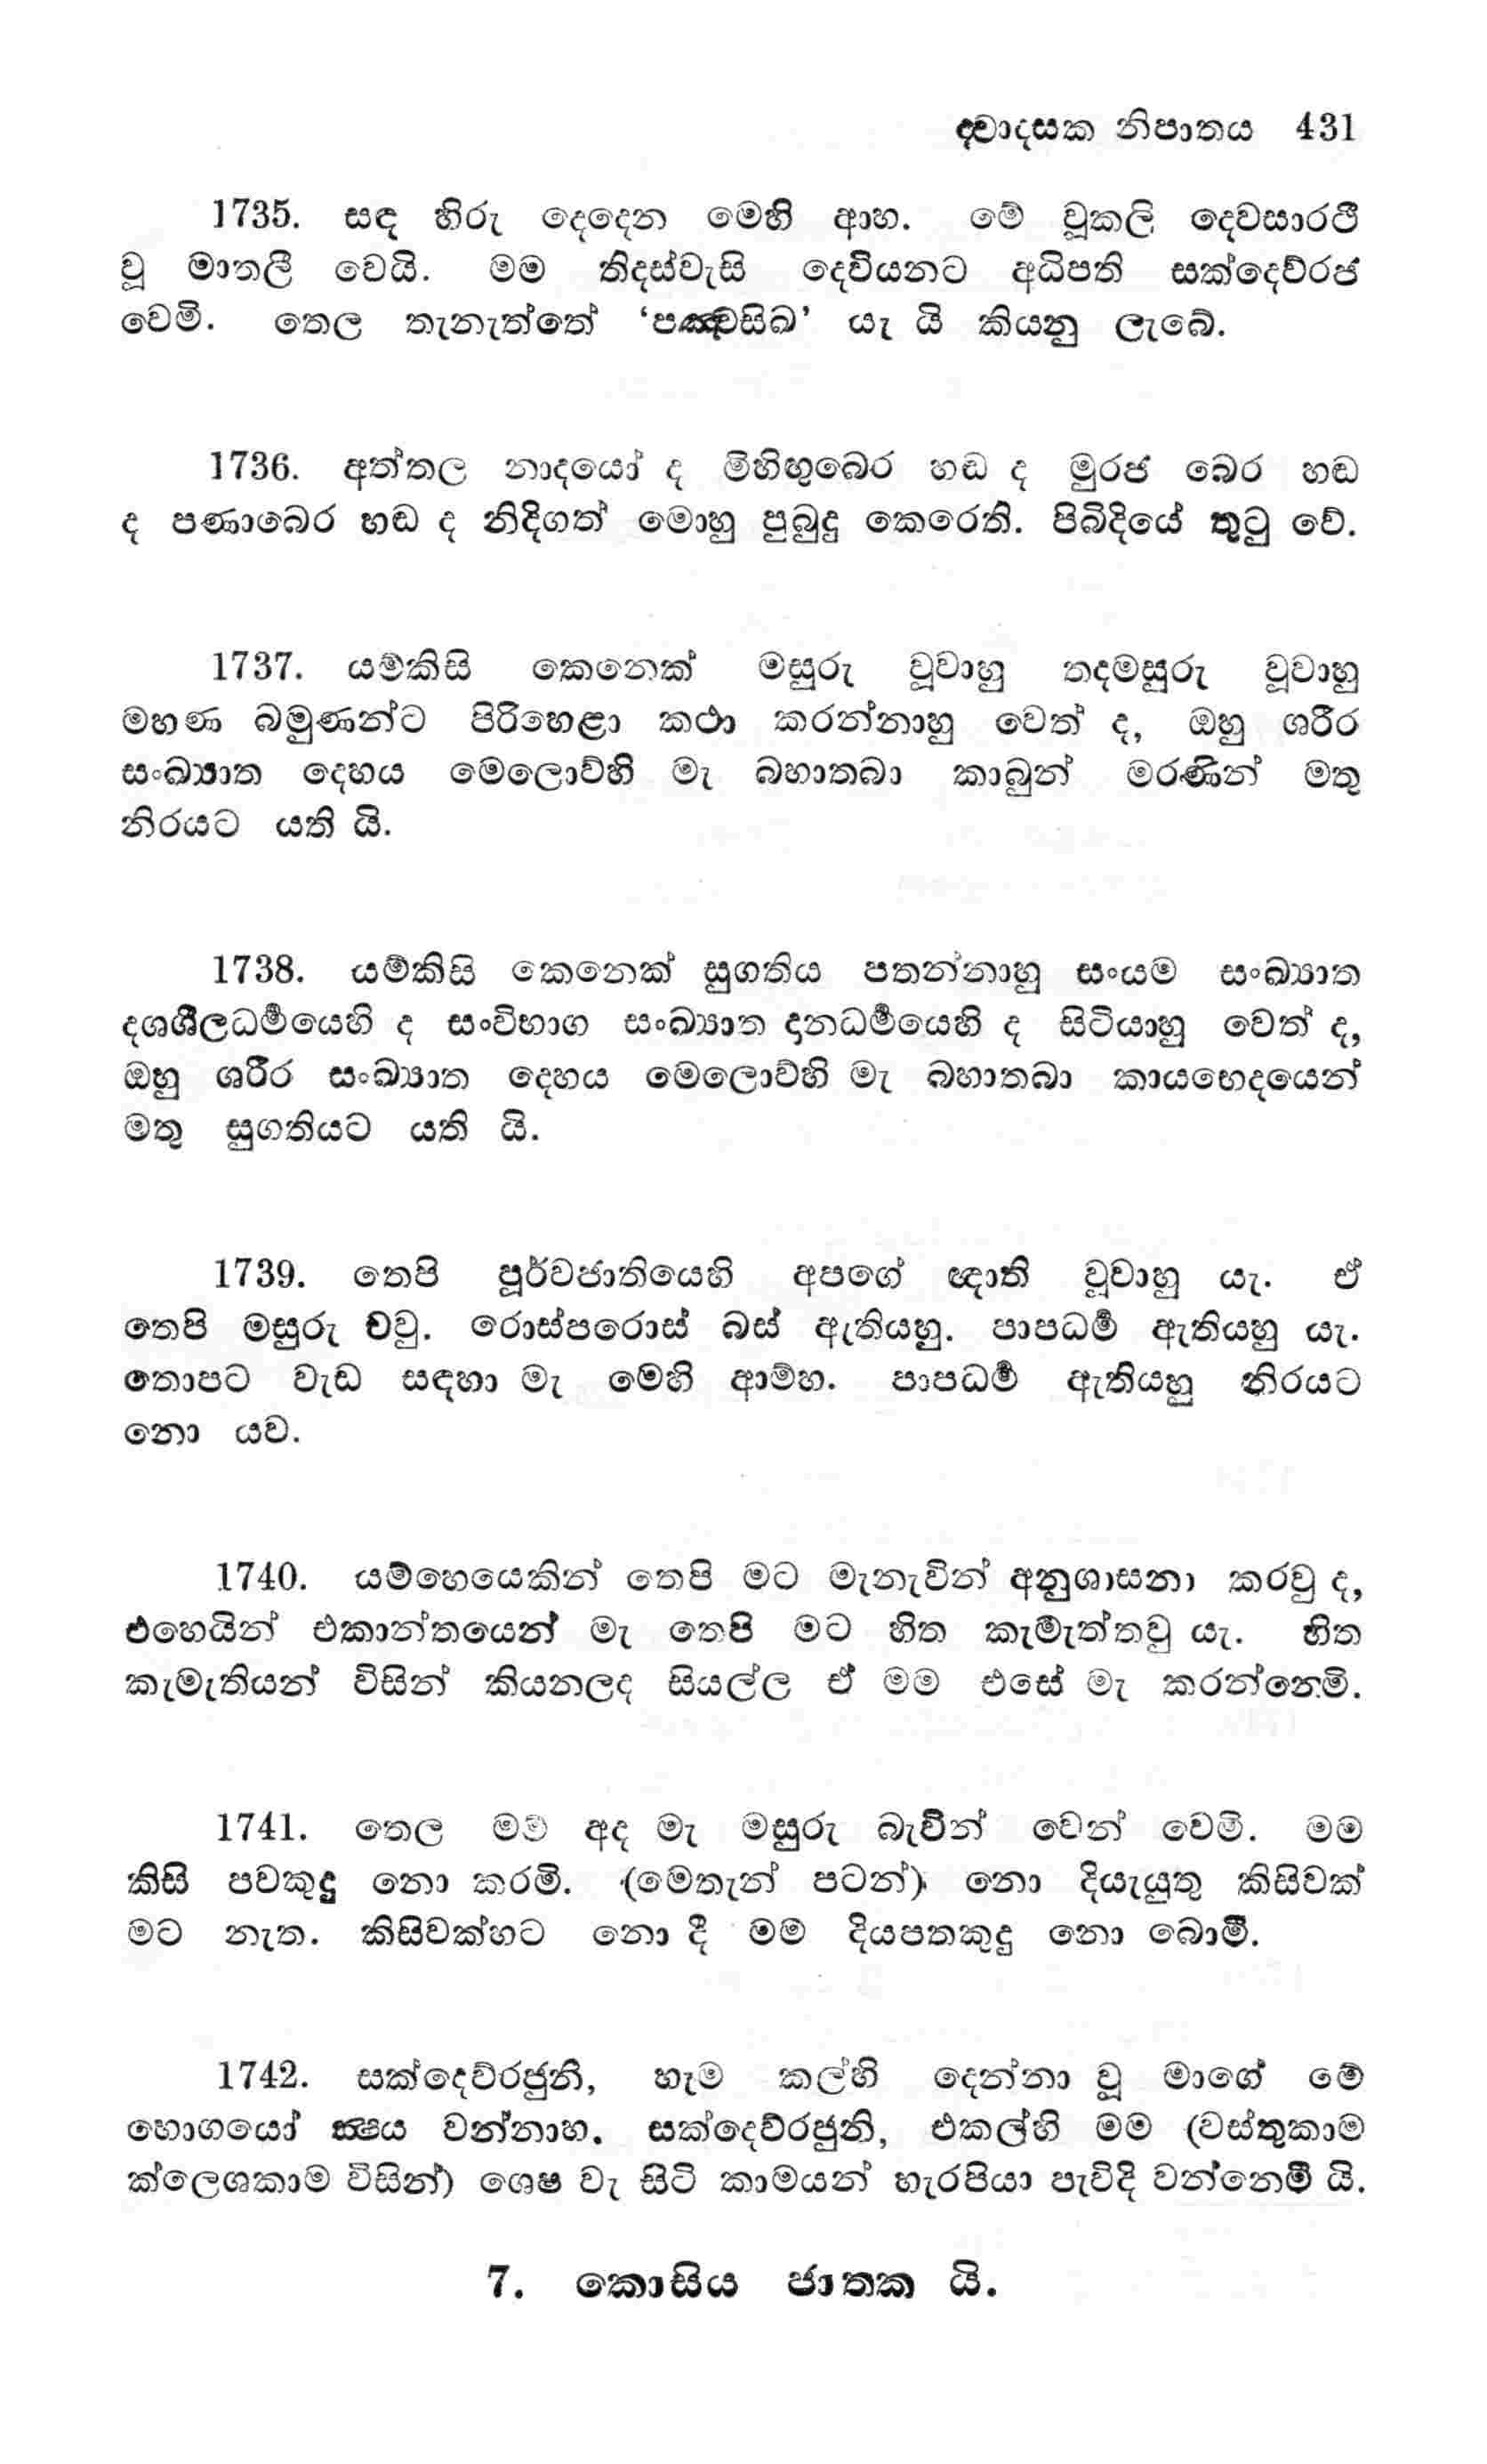 ද්වාදසක නිපාතය 431
1735. සඳ හිරු දෙදෙන මෙහි ආහ. මේ වූකලි දෙවසාරථී
වූ මාතලී වෙයි. මම තිදස්වැසි දෙවියනට අධිපති සක්දෙව්රජ
වෙමි. තෙල තැනැත්තේ ‘පඤ්චසිඛ’ යැ යි කියනු ලැබේ.
1736. අත්තල නාදයෝ ද මිහිඟුබෙර හඬ ද මුරජ බෙර හඬ
ද පණාබෙර හඬ ද නිදිගත් මොහු පුබුදු කෙරෙති. පිබිදියේ තුටු වේ.
1737. යම්කිසි කෙනෙක් මසුරු වූවාහු තදමසුරු වූවාහු
මහණ බමුණන්ට පිරිහෙළා කථා කරන්නාහු වෙත් ද, ඔහු ශරීර
සංඛ්‍යාත දෙහය මෙලොව්හි මැ බහාතබා කාබුන් මරණින් මතු
නිරයට යති යි.
1738. යම්කිසි කෙනෙක් සුගතිය පතන්නාහු සංයම සංඛ්‍යාත
දශශීලධර්‍මයෙහි ද සංවිභාග සංඛ්‍යාත දානධර්‍මයෙහි ද සිටියාහු වෙත් ද,
ඔහු ශරීර සංඛ්‍යාත දෙහය මෙලොව්හි මැ බහාතබා කායභෙදයෙන්
මතු සුගතියට යති යි.
1739. තෙපි පූර්වජාතියෙහි අපගේ ඥාති වූවාහු යැ. ඒ
තෙපි මසුරු වවු. රොස්පරොස් බස් ඇතියහු. පාපධර්‍ම ඇතියහු යැ.
තොපට වැඩ සඳහා මැ මෙහි ආම්හ. පාපධර්‍ම ඇතියහු නිරයට
නො යව.
1740. යම්හෙයෙකින් තෙපි මට මැනැවින් අනුශාසනා කරවු ද,
එහෙයින් එකාන්තයෙන් මැ තෙපි මට හිත කැමැත්තවු යැ. හිත
කැමැතියන් විසින් කියනලද සියල්ල ඒ මම එසේ මැ කරන්නෙමි.
1741. තෙල මම අද මැ මසුරු බැවින් වෙන් වෙමි. මම
කිසි පවකුදු නො කරමි. (මෙතැන් පටන්) නො දියැයුතු කිසිවක්
මට නැත. කිසිවක්හට නො දී මම දියපතකුදු නො බොමී.
1742. සක්දෙව්රජුනි, හැම කල්හි දෙන්නා වූ මාගේ මේ
භොගයෝ ක්ෂය වන්නාහ. සක්දෙව්රජුනි, එකල්හි මම (වස්තුකාම
ක්ලෙශකාම විසින්) ශෙෂ වැ සිටි කාමයන් හැරපියා පැවිදි වන්නෙමි යි.
7. කොසිය ජාතක යි.